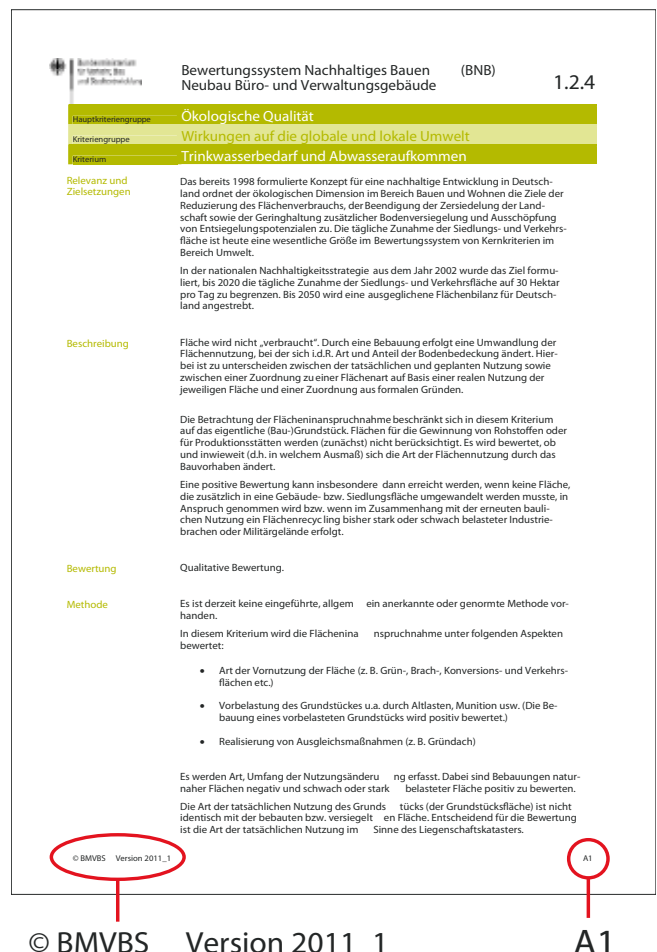 Bundesministerium
für Verkehr, Bau
und Stadtentwicklung
Bewertungssystem Nachhaltiges Bauen (BNB)
Neubau Büro- und Verwaltungsgebäude
1.2.4
Hauptkriteriengruppe Ökologische Qualität
Kriteriengruppe Wirkungen auf die globale und lokale Umwelt
Kriterium Trinkwasserbedarf und Abwasseraufkommen
Relevanz und
Zielsetzungen
Das bereits 1998 formulierte Konzept für eine nachhaltige Entwicklung in Deutsch-
land ordnet der ökologischen Dimension im Bereich Bauen und Wohnen die Ziele der
Reduzierung des Flächenverbrauchs, der Beendigung der Zersiedelung der Land-
schaft sowie der Geringhaltung zusätzlicher Bodenversiegelung und Ausschöpfung
von Entsiegelungspotenzialen zu. Die tägliche Zunahme der Siedlungs- und Verkehrs-
fläche ist heute eine wesentliche Größe im Bewertungssystem von Kernkriterien im
Bereich Umwelt.
In der nationalen Nachhaltigkeitsstrategie aus dem Jahr 2002 wurde das Ziel formu-
liert, bis 2020 die tägliche Zunahme der Siedlungs- und Verkehrsfläche auf 30 Hektar
pro Tag zu begrenzen. Bis 2050 wird eine ausgeglichene Flächenbilanz für Deutsch-
land angestrebt.
Beschreibung
Fläche wird nicht „verbraucht“. Durch eine Bebauung erfolgt eine Umwandlung der
Flächennutzung, bei der sich i.d.R. Art und Anteil der Bodenbedeckung ändert. Hier-
bei ist zu unterscheiden zwischen der tatsächlichen und geplanten Nutzung sowie
zwischen einer Zuordnung zu einer Flächenart auf Basis einer realen Nutzung der
jeweiligen Fläche und einer Zuordnung aus formalen Gründen.
Die Betrachtung der Flächeninanspruchnahme beschränkt sich in diesem Kriterium
auf das eigentliche (Bau-)Grundstück. Flächen für die Gewinnung von Rohstoffen oder
für Produktionsstätten werden (zunächst) nicht berücksichtigt. Es wird bewertet, ob
und inwieweit (d.h. in welchem Ausmaß) sich die Art der Flächennutzung durch das
Bauvorhaben ändert.
Eine positive Bewertung kann insbesondere dann erreicht werden, wenn keine Fläche,
die zusätzlich in eine Gebäude- bzw. Siedlungsfläche umgewandelt werden musste, in
Anspruch genommen wird bzw. wenn im Zusammenhang mit der erneuten bauli-
chen Nutzung ein Flächenrecyc ling bisher stark oder schwach belasteter Industrie-
brachen oder Militärgelände erfolgt.
Bewertung
Qualitative Bewertung.
Methode
Es ist derzeit keine eingeführte, allgem ein anerkannte oder genormte Methode vor-
handen.
In diesem Kriterium wird die Flächenina nspruchnahme unter folgenden Aspekten
bewertet:
• Art der Vornutzung der Fläche (z. B. Grün-, Brach-, Konversions- und Verkehrs-
flächen etc.)
• Vorbelastung des Grundstückes u.a. durch Altlasten, Munition usw. (Die Be-
bauung eines vorbelasteten Grundstücks wird positiv bewertet.)
• Realisierung von Ausgleichsmaßnahmen (z. B. Gründach)
Es werden Art, Umfang der Nutzungsänderu ng erfasst. Dabei sind Bebauungen natur-
naher Flächen negativ und schwach oder stark belasteter Fläche positiv zu bewerten.
Die Art der tatsächlichen Nutzung des Grunds tücks (der Grundstücksfläche) ist nicht
identisch mit der bebauten bzw. versiegelt en Fläche. Entscheidend für die Bewertung
ist die Art der tatsächlichen Nutzung im Sinne des Liegenschaftskatasters.
© BMVBS Version 2011_1
A1
© BMVBS Version 2011_1
A1